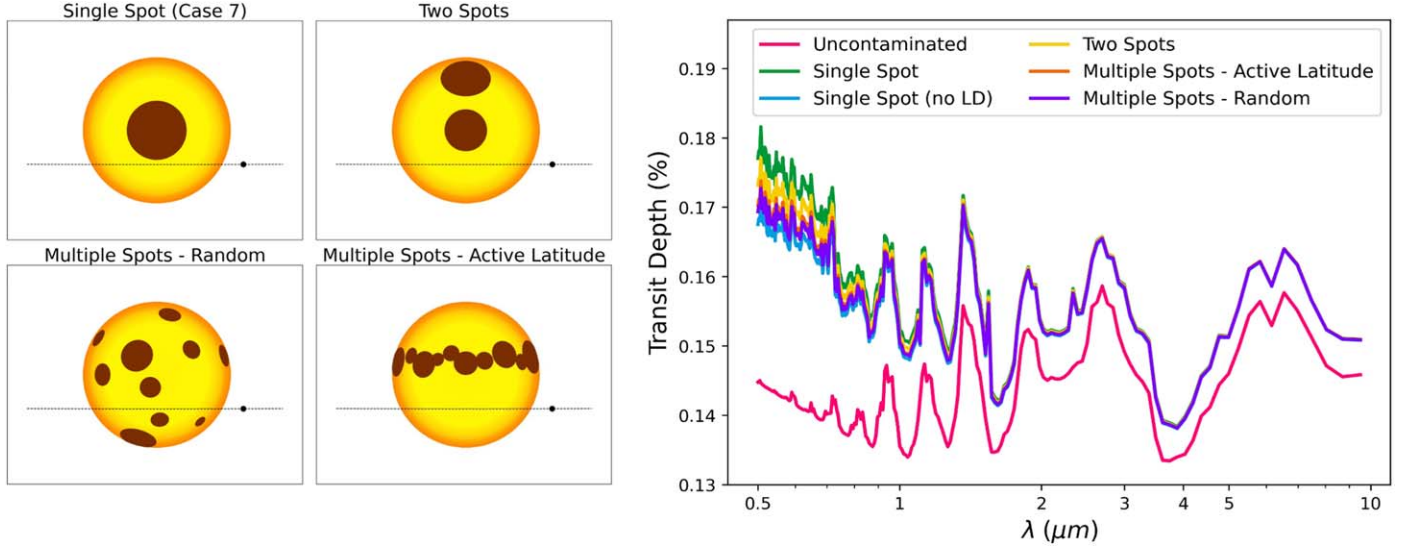 Single Spot (Case 7)
Two Spots
Multiple Spots - Random
Multiple Spots - Active Latitude
Uncontaminated
Single Spot
Single Spot (no LD)
Two Spots
Multiple Spots - Active Latitude
Multiple Spots - Random
Transit Depth (%)
0.19
0.18
0.17
0.16
0.15
0.14
0.13
0.5
1
2
3
4
5
10
λ (μm)